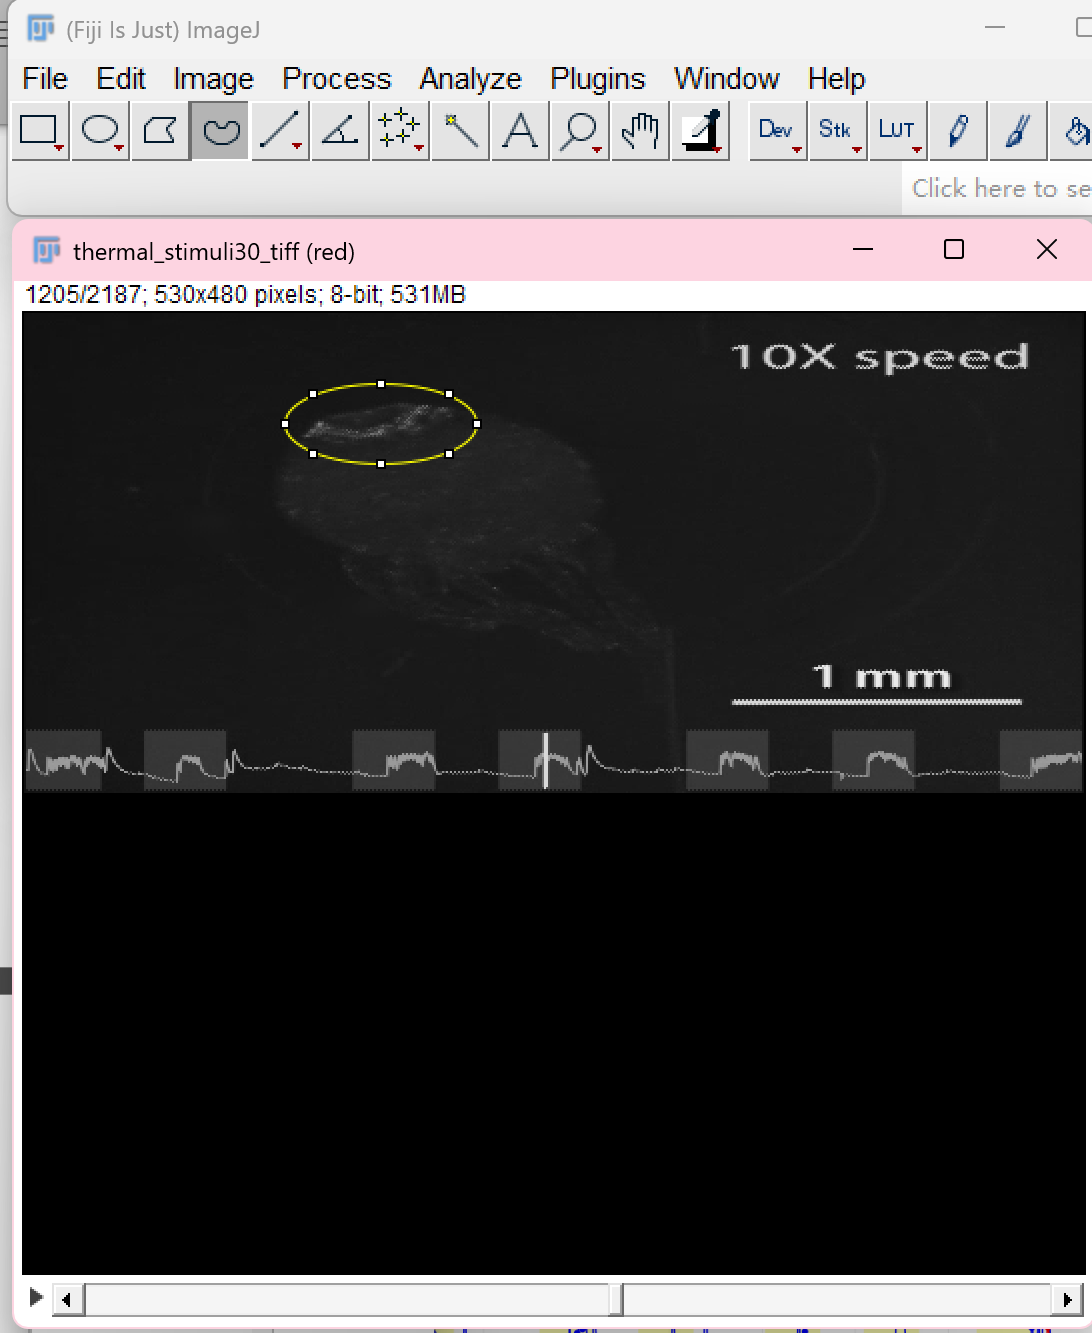 (Fiji Is Just) ImageJ
File Edit Image Process Analyze Plugins Window Help
A Dev Stk LUT
Click here to se
thermal_stimuli30_tiff (red)
1205/2187; 530x480 pixels; 8-bit; 531MB
10X speed
1 mm